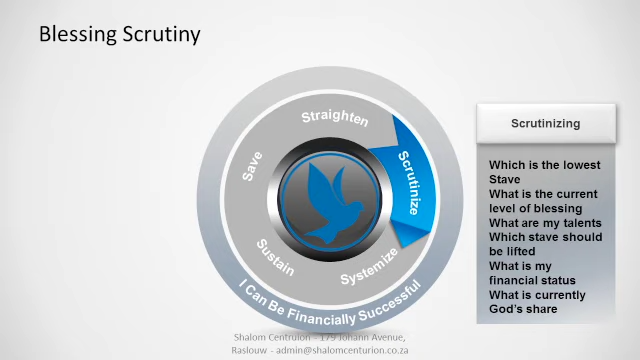 Blessing Scrutiny
Straighten
Scrutinize
Systemize
Sustain
Save
I Can Be Financially Successful
Scrutinizing
Which is the lowest
Stave
What is the current
level of blessing
What are my talents
Which stave should
be lifted
What is my
financial status
What is currently
God's share
Shalom Centruion - 179 Johann Avenue,
Raslouw - admin@shalomcenturion.co.za